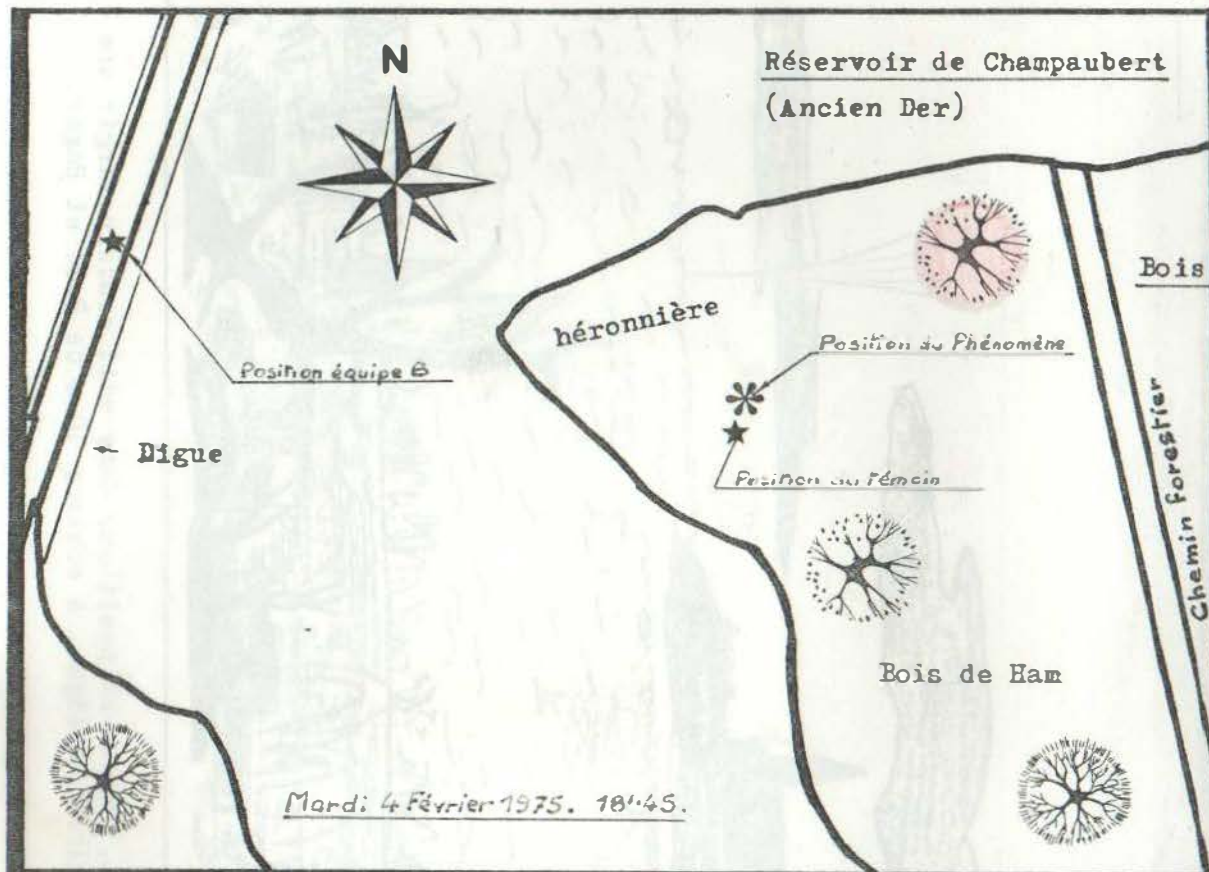 N
Réservoir de Champaubert
(Ancien Der)
Bois
héronnière
Position du Phénomène
Position équipe B
Digue
Position du Témoin
Chemin forestier
Bois de Ham
Mardi 4 Février 1975. 18h45.